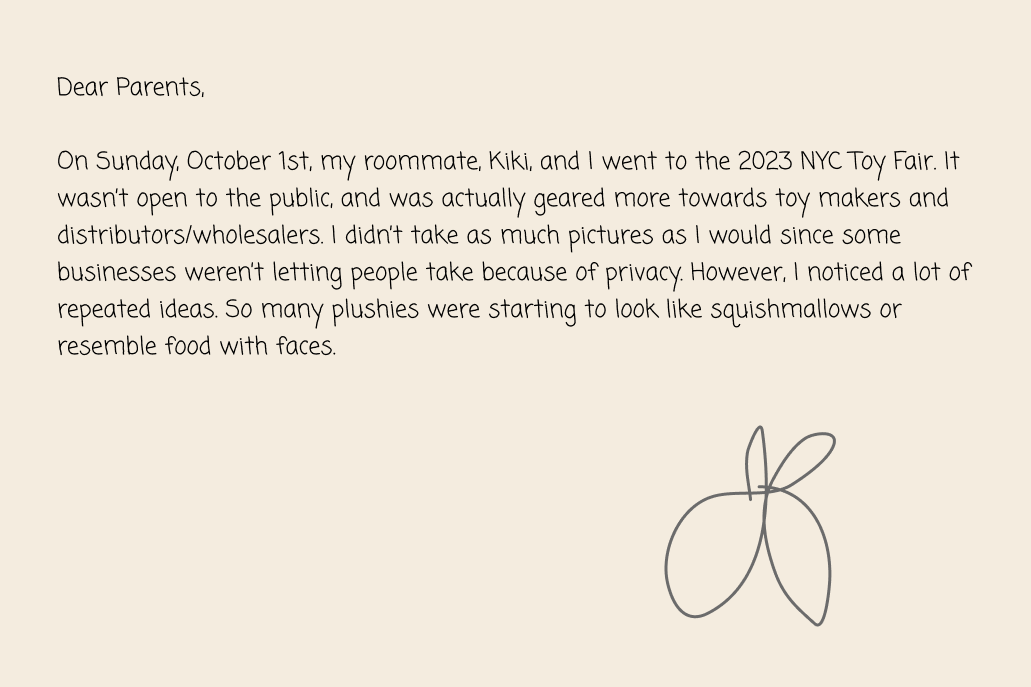 Dear Parents,
On Sunday, October 1st, my roommate, Kiki, and I went to the 2023 NYC Toy Fair. It
wasn't open to the public, and was actually geared more towards toy makers and
distributors/wholesalers. I didn't take as much pictures as I would since some
businesses weren't letting people take because of privacy. However, I noticed a lot of
repeated ideas. So many plushies were starting to look like squishmallows or
resemble food with faces.